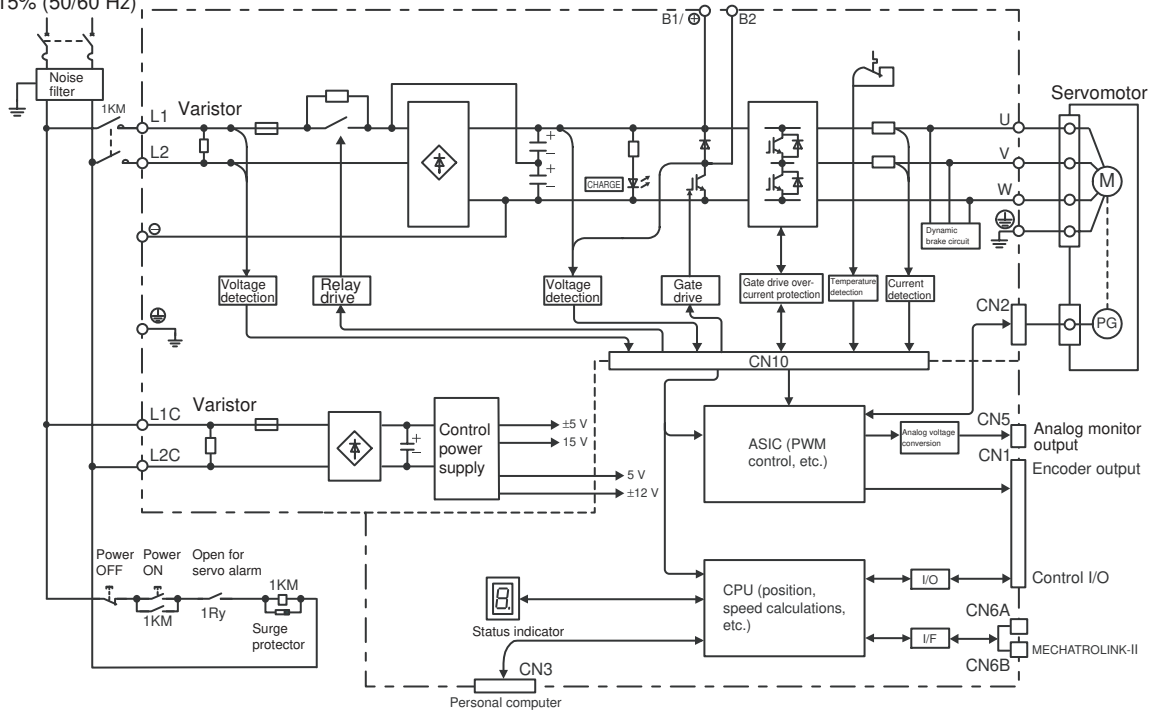 15% (50/60 Hz)
B1/ ⊕
B2
Noise
filter
1KM
L1
Varistor
L2
Servomotor
U
V
W
M
+
–
+
–
CHARGE
Dynamic
brake circuit
⊖
Voltage
detection
Relay
drive
Voltage
detection
Gate
drive
Gate drive over-
current protection
Temperature
detection
Current
detection
CN2
PG
CN10
L1C
Varistor
L2C
+
–
Control
power
supply
±5 V
15 V
5 V
±12 V
ASIC (PWM
control, etc.)
Analog voltage
conversion
CN5
Analog monitor
output
CN1
Encoder output
Power
OFF
Power
ON
Open for
servo alarm
1KM
1KM
1Ry
Surge
protector
8.
Status indicator
CPU (position,
speed calculations,
etc.)
I/O
Control I/O
I/F
CN6A
MECHATROLINK-II
CN6B
CN3
Personal computer